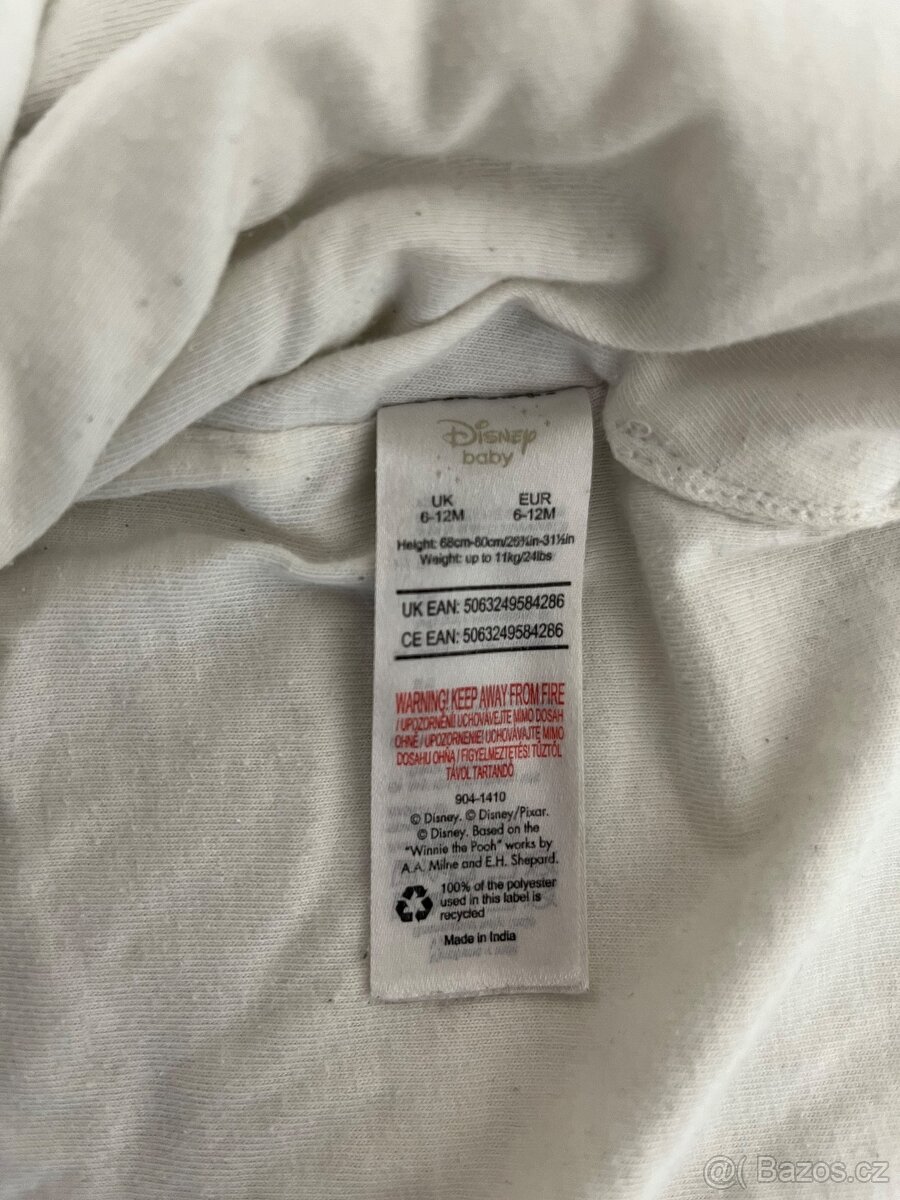 Disney
baby
UK EUR
6-12M 6-12M
Height: 68cm-80cm/26¾in-31½in
Weight: up to 11kg/24lbs
UK EAN: 5063249584286
CE EAN: 5063249584286
WARNING! KEEP AWAY FROM FIRE
/ UPOZORNĚNÍ! UCHOVÁVEJTE MIMO DOSAH
OHNĚ / UPOZORNENIE! UCHOVÁVAJTE MIMO
DOSAHU OHŇA / FIGYELMEZTETÉS! TŰZTŐL
TÁVOL TARTANDÓ
904-1410
© Disney. © Disney/Pixar.
© Disney. Based on the
"Winnie the Pooh" works by
A.A. Milne and E.H. Shepard.
100% of the polyester
used in this label is
recycled
Made in India
@( Bazos.cz